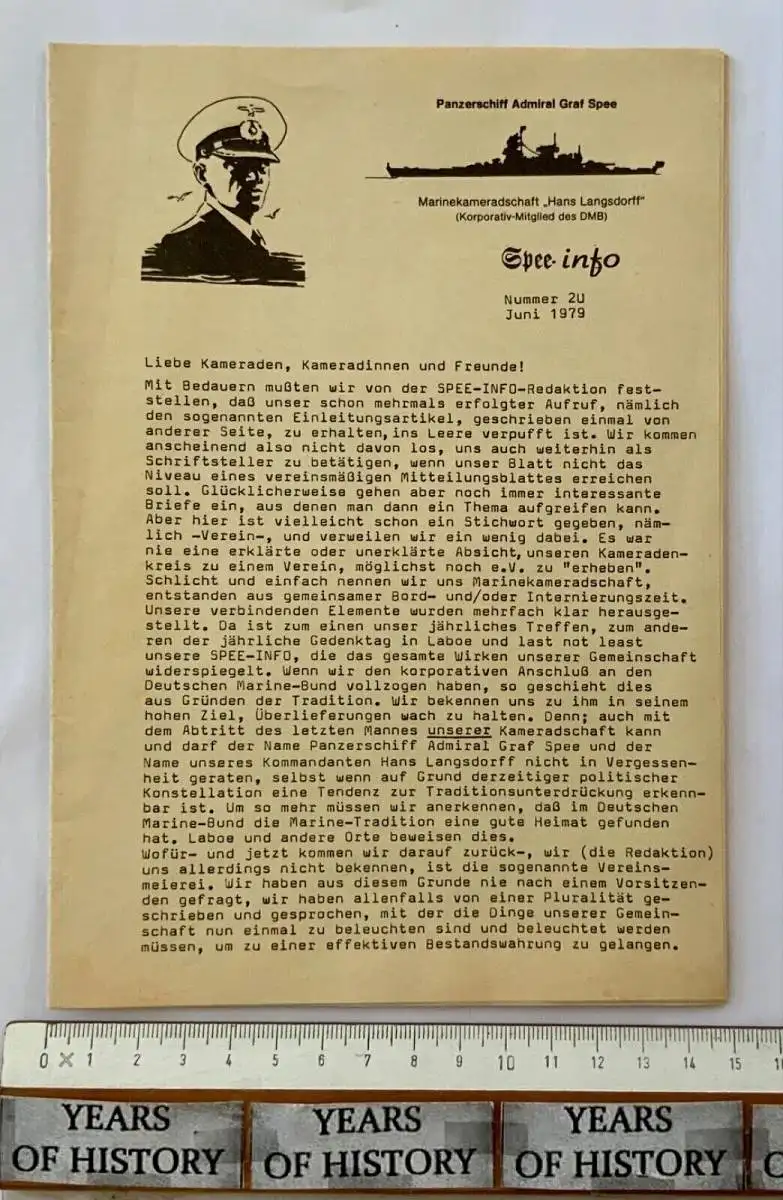 Panzerschiff Admiral Graf Spee
Marinekameradschaft „Hans Langsdorff"
(Korporativ-Mitglied des DMB)
Spee-info
Nummer 2U
Juni 1979
Liebe Kameraden, Kameradinnen und Freunde!
Mit Bedauern mußten wir von der SPEE-INFO-Redaktion fest-
stellen, daß unser schon mehrmals erfolgter Aufruf, nämlich
den sogenannten Einleitungsartikel, geschrieben einmal von
anderer Seite, zu erhalten, ins Leere verpufft ist. Wir kommen
anscheinend also nicht davon los, uns auch weiterhin als
Schriftsteller zu betätigen, wenn unser Blatt nicht das
Niveau eines vereinsmäßigen Mitteilungsblattes erreichen
soll. Glücklicherweise gehen aber noch immer interessante
Briefe ein, aus denen man dann ein Thema aufgreifen kann.
Aber hier ist vielleicht schon ein Stichwort gegeben, näm-
lich -Verein-, und verweilen wir ein wenig dabei. Es war
nie eine erklärte oder unerklärte Absicht, unseren Kameraden-
kreis zu einem Verein, möglichst noch e.V. zu "erheben".
Schlicht und einfach nennen wir uns Marinekameradschaft,
entstanden aus gemeinsamer Bord- und/oder Internierungszeit.
Unsere verbindenden Elemente wurden mehrfach klar herausge-
stellt. Da ist zum einen unser jährliches Treffen, zum ande-
ren der jährliche Gedenktag in Laboe und last not least
unsere SPEE-INFO, die das gesamte Wirken unserer Gemeinschaft
widerspiegelt. Wenn wir den korporativen Anschluß an den
Deutschen Marine-Bund vollzogen haben, so geschieht dies
aus Gründen der Tradition. Wir bekennen uns zu ihm in seinem
hohen Ziel, Überlieferungen wach zu halten. Denn; auch mit
dem Abtritt des letzten Mannes unserer Kameradschaft kann
und darf der Name Panzerschiff Admiral Graf Spee und der
Name unseres Kommandanten Hans Langsdorff nicht in Vergessen-
heit geraten, selbst wenn auf Grund derzeitiger politischer
Konstellation eine Tendenz zur Traditionsunterdrückung erkenn-
bar ist. Um so mehr müssen wir anerkennen, daß im Deutschen
Marine-Bund die Marine-Tradition eine gute Heimat gefunden
hat. Laboe und andere Orte beweisen dies.
Wofür- und jetzt kommen wir darauf zurück-, wir (die Redaktion)
uns allerdings nicht bekennen, ist die sogenannte Vereins-
meierei. Wir haben aus diesem Grunde nie nach einem Vorsitzen-
den gefragt, wir haben allenfalls von einer Pluralität ge-
schrieben und gesprochen, mit der die Dinge unserer Gemein-
schaft nun einmal zu beleuchten sind und beleuchtet werden
müssen, um zu einer effektiven Bestandswahrung zu gelangen.
0 1 2 3 4 5 6 7 8 9 10 11 12 13 14 15
YEARS OF HISTORY
YEARS OF HISTORY
YEARS OF HISTORY